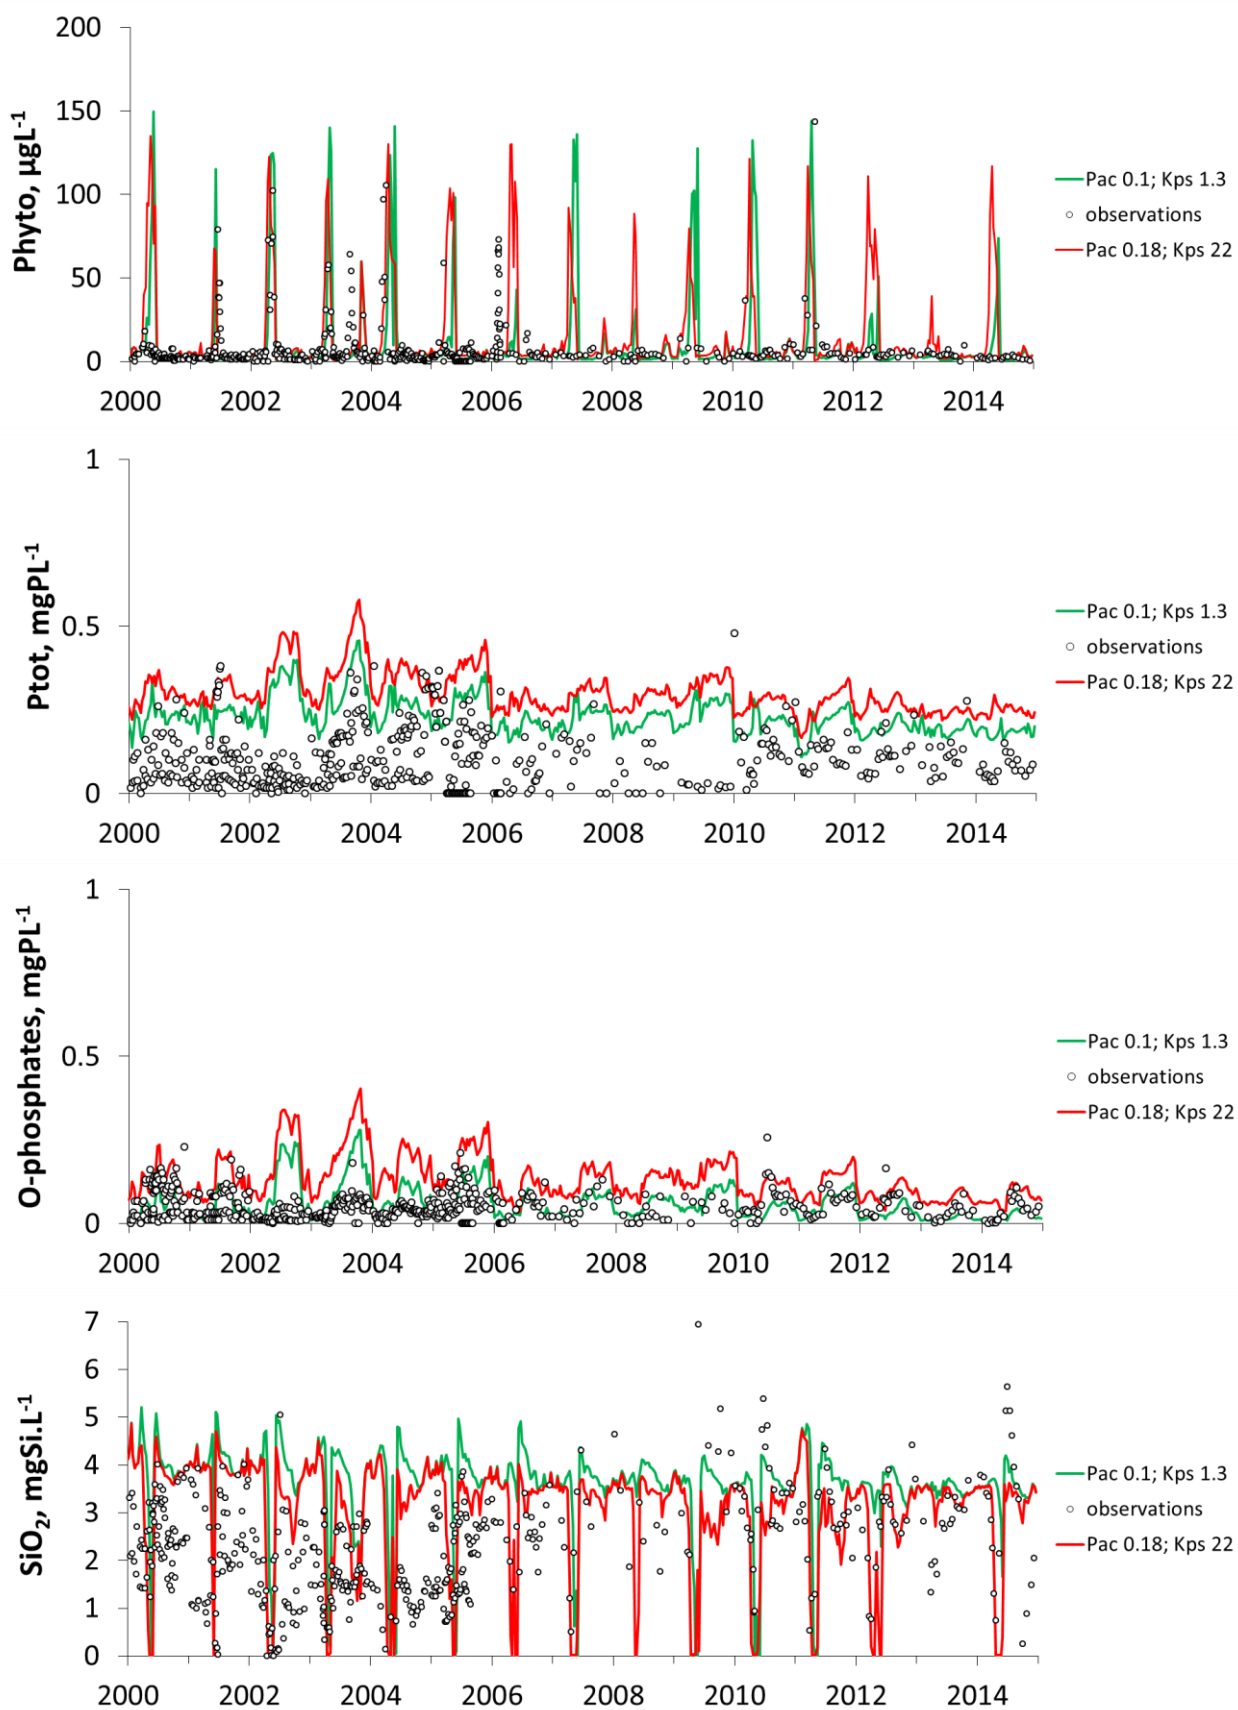 Phyto, µgL⁻¹
200
150
100
50
0
2000 2002 2004 2006 2008 2010 2012 2014
Pac 0.1; Kps 1.3
observations
Pac 0.18; Kps 22
Ptot, mgPL⁻¹
1
0.5
0
2000 2002 2004 2006 2008 2010 2012 2014
Pac 0.1; Kps 1.3
observations
Pac 0.18; Kps 22
O-phosphates, mgPL⁻¹
1
0.5
0
2000 2002 2004 2006 2008 2010 2012 2014
Pac 0.1; Kps 1.3
observations
Pac 0.18; Kps 22
SiO₂, mgSi.L⁻¹
7
6
5
4
3
2
1
0
2000 2002 2004 2006 2008 2010 2012 2014
Pac 0.1; Kps 1.3
observations
Pac 0.18; Kps 22